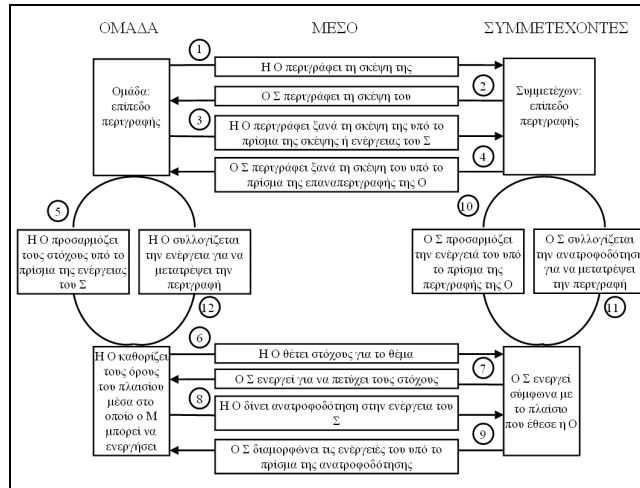 ΟΜΑΔΑ
ΜΕΣΟ
ΣΥΜΜΕΤΕΧΟΝΤΕΣ
1
Η Ο περιγράφει τη σκέψη της
Ομάδα:
επίπεδο
περιγραφής
Ο Σ περιγράφει τη σκέψη του
2
Συμμετέχων:
επίπεδο
περιγραφής
3
Η Ο περιγράφει ξανά τη σκέψη της υπό το
πρίσμα της σκέψης ή ενέργειας του Σ
4
Ο Σ περιγράφει ξανά τη σκέψη του υπό το
πρίσμα της επαναπεριγραφής της Ο
5
10
Η Ο προσαρμόζει
τους στόχους υπό το
πρίσμα της ενέργειας
του Σ
Η Ο συλλογίζεται
την ενέργεια για να
μετατρέψει την
περιγραφή
Ο Σ προσαρμόζει
την ενέργειά του υπό
το πρίσμα της
περιγραφής της Ο
Ο Σ συλλογίζεται
την ανατροφοδότηση
για να μετατρέψει
την περιγραφή
12
11
6
Η Ο θέτει στόχους για το θέμα
Η Ο καθορίζει
τους όρους
του πλαισίου
μέσα στο
οποίο ο Μ
μπορεί να
ενεργήσει
7
Ο Σ ενεργεί για να πετύχει τους στόχους
Ο Σ ενεργεί
σύμφωνα με
το πλαίσιο
που έθεσε η Ο
8
Η Ο δίνει ανατροφοδότηση στην ενέργεια του
Σ
9
Ο Σ διαμορφώνει τις ενέργειές του υπό το
πρίσμα της ανατροφοδότησης